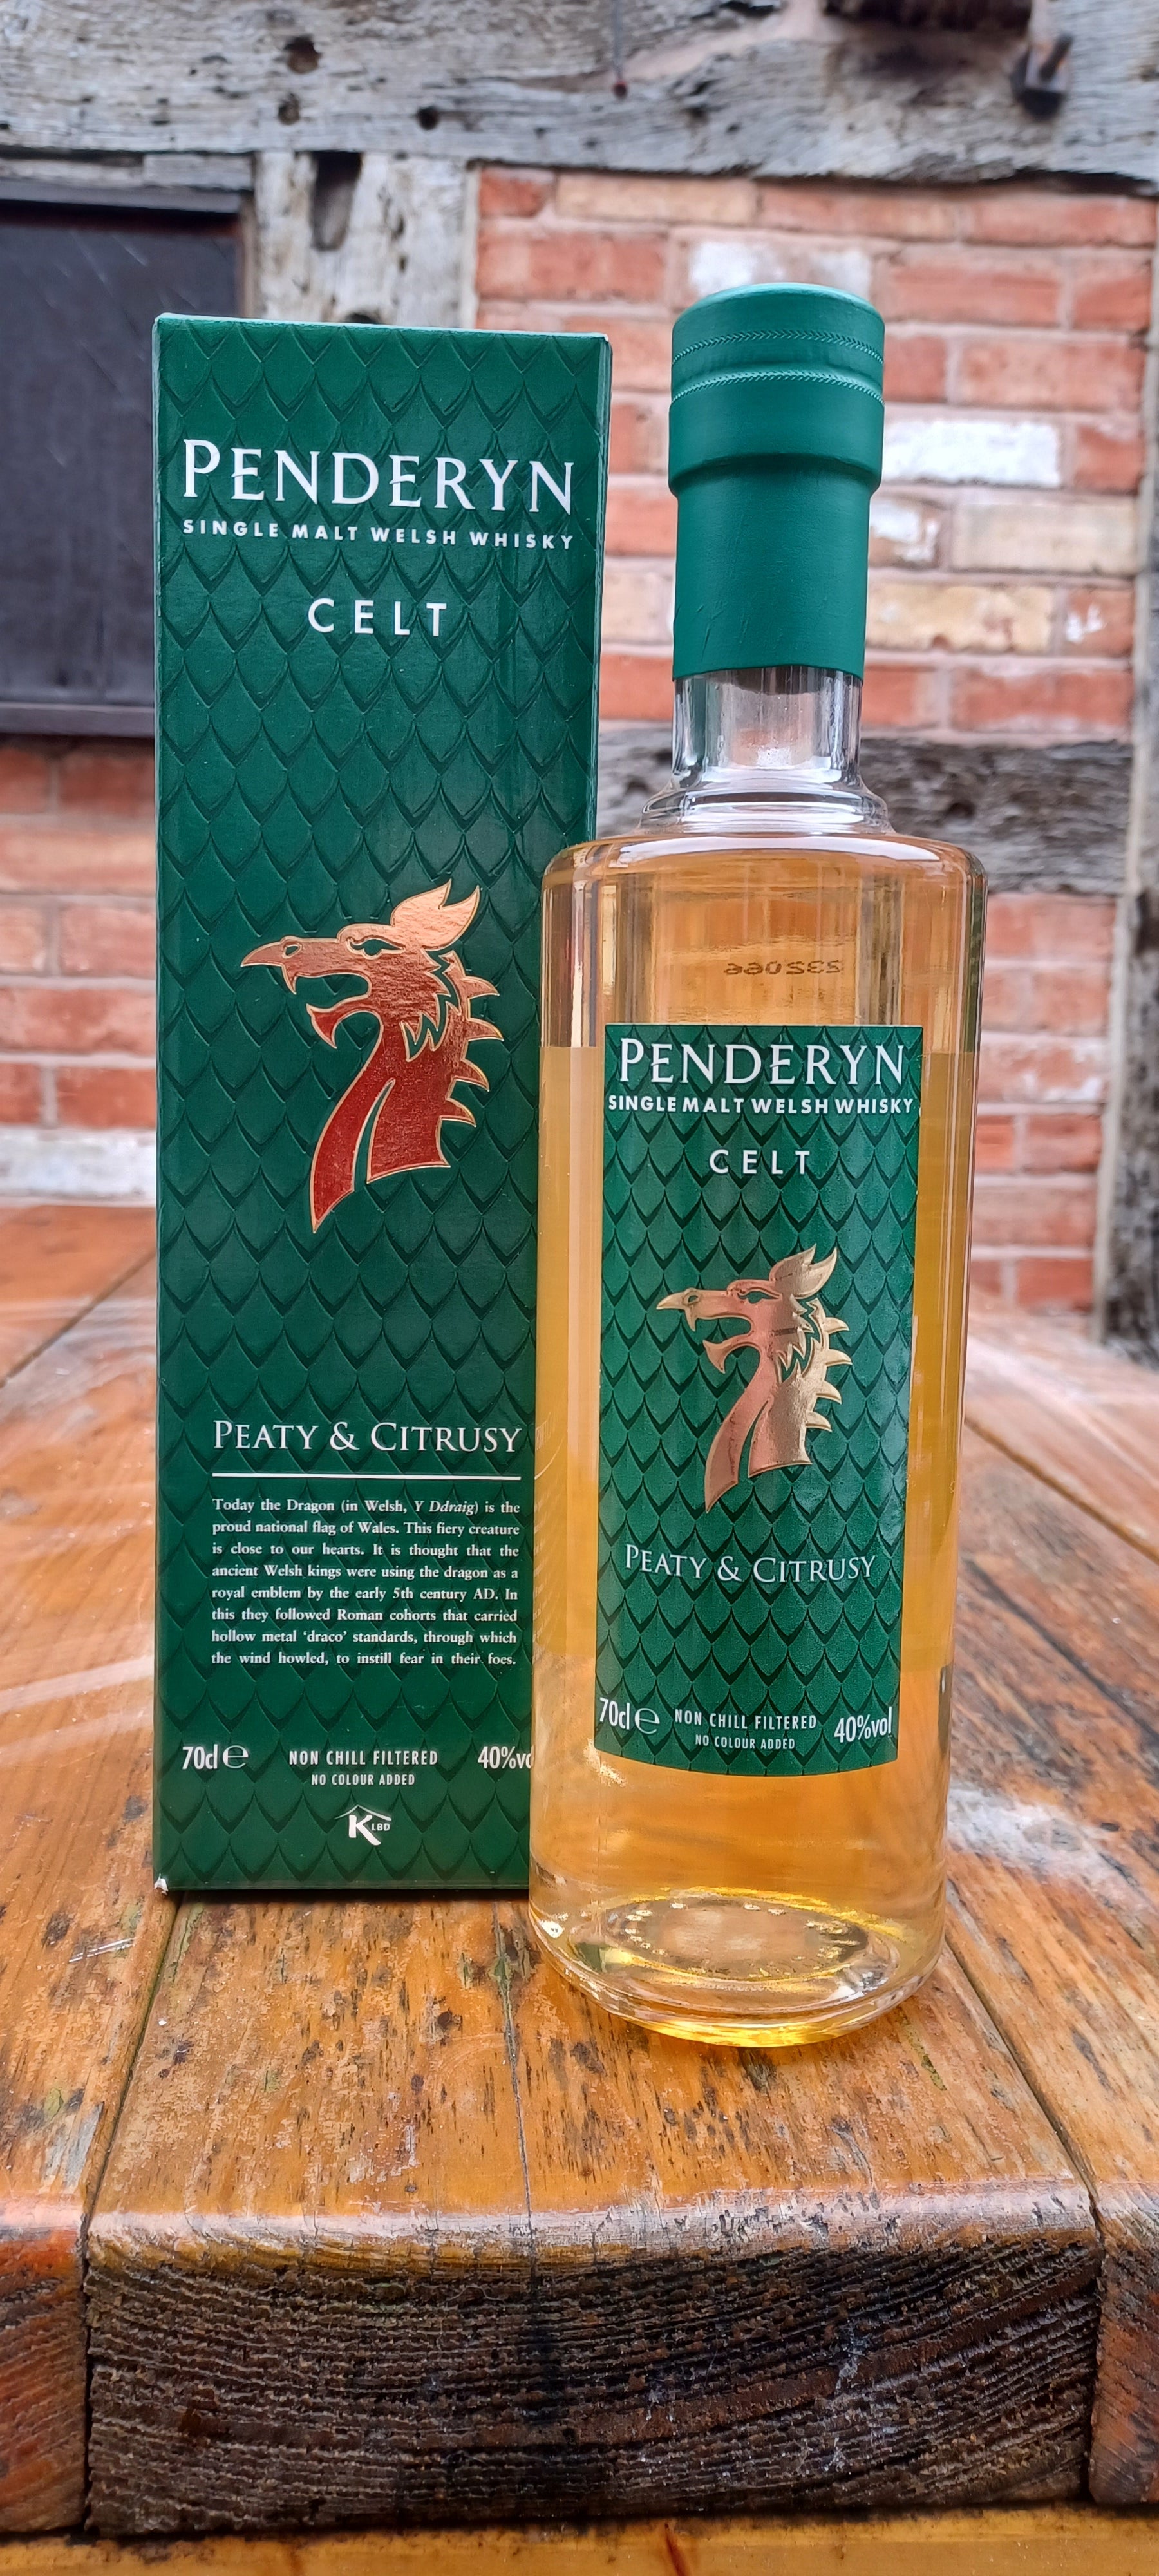 PENDERYN
SINGLE MALT WELSH WHISKY
CELT
PEATY & CITRUSY
Today the Dragon (in Welsh, Y Ddraig) is the
proud national flag of Wales. This fiery creature
is close to our hearts. It is thought that the
ancient Welsh kings were using the dragon as a
royal emblem by the early 5th century AD. In
this they followed Roman cohorts that carried
hollow metal ‘draco’ standards, through which
the wind howled, to instill fear in their foes.
70cl ℮ NON CHILL FILTERED 40%vo
NO COLOUR ADDED
KLBD
PENDERYN
SINGLE MALT WELSH WHISKY
CELT
PEATY & CITRUSY
70cl ℮ NON CHILL FILTERED 40%vol
NO COLOUR ADDED